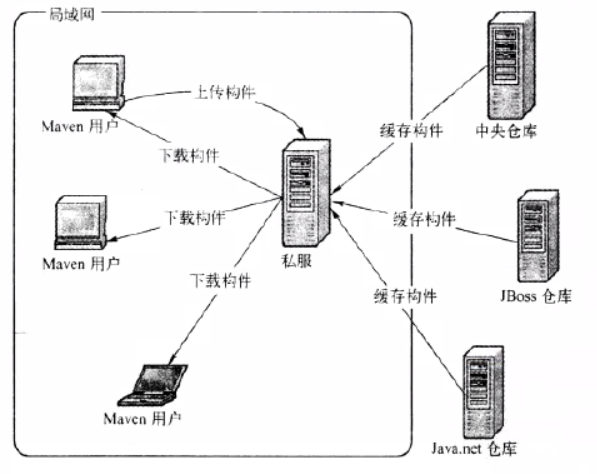 局域网
上传构件
Maven 用户
下载构件
缓存构件
中央仓库
下载构件
缓存构件
Maven 用户
私服
下载构件
缓存构件
JBoss 仓库
Maven 用户
Java.net 仓库